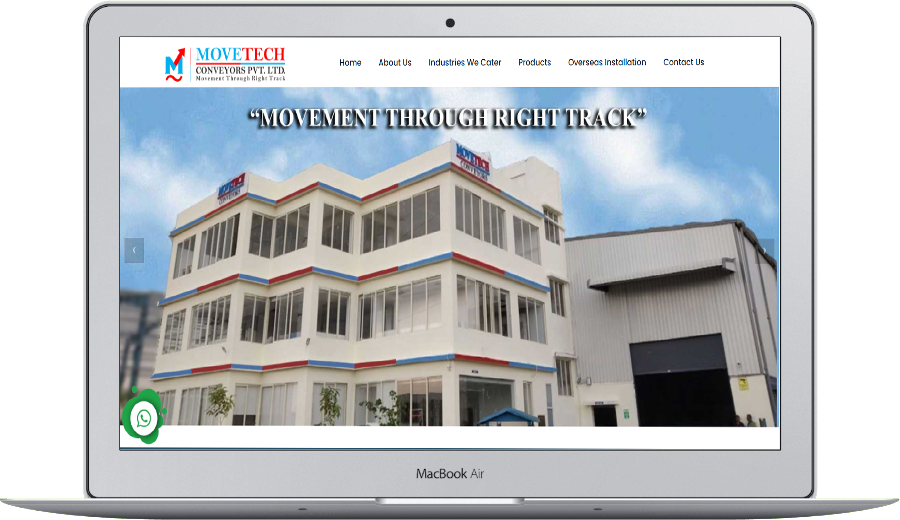 MOVETECH
CONVEYORS PVT. LTD.
Movement Through Right Track
Home About Us Industries We Cater Products Overseas Installation Contact Us
“MOVEMENT THROUGH RIGHT TRACK”
MOVETECH
CONVEYORS
MOVETECH
CONVEYORS
MacBook Air